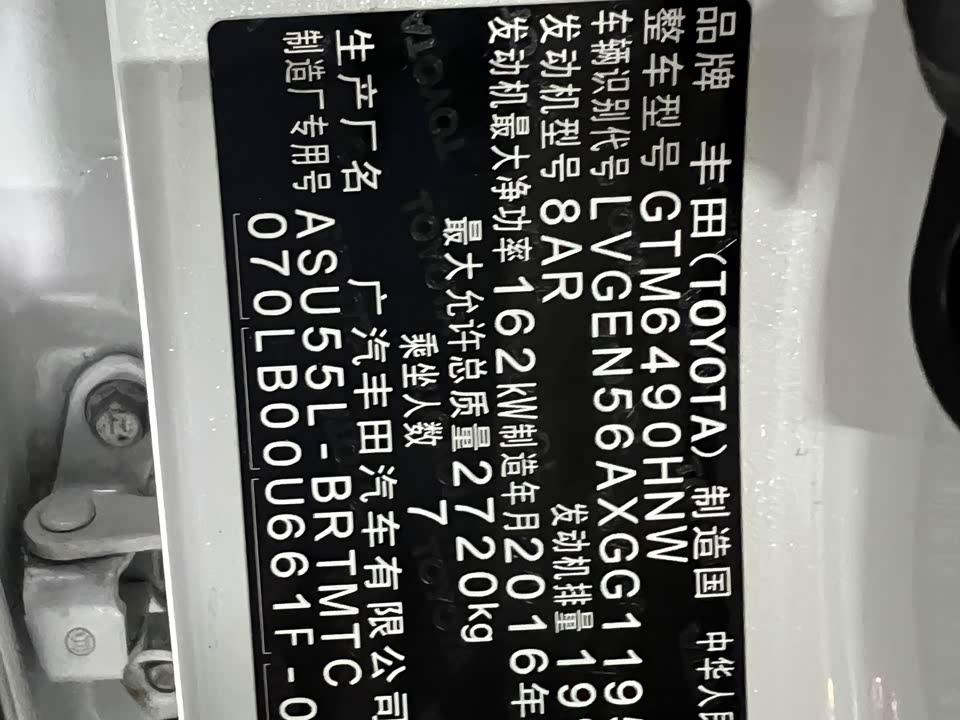 品牌 丰田(TOYOTA) 制造国 中华人民
整车型号 GTM6490HNW
车辆识别代号 LVGEN56AXGG119
发动机型号 8AR 发动机排量 19
发动机最大净功率 162kW 制造年月 2016年
最大允许总质量 2720kg
乘坐人数 7
生产厂名 广汽丰田汽车有限公司
制造厂专用号 ASU55L-BRTMTC
070LB00U661F-0